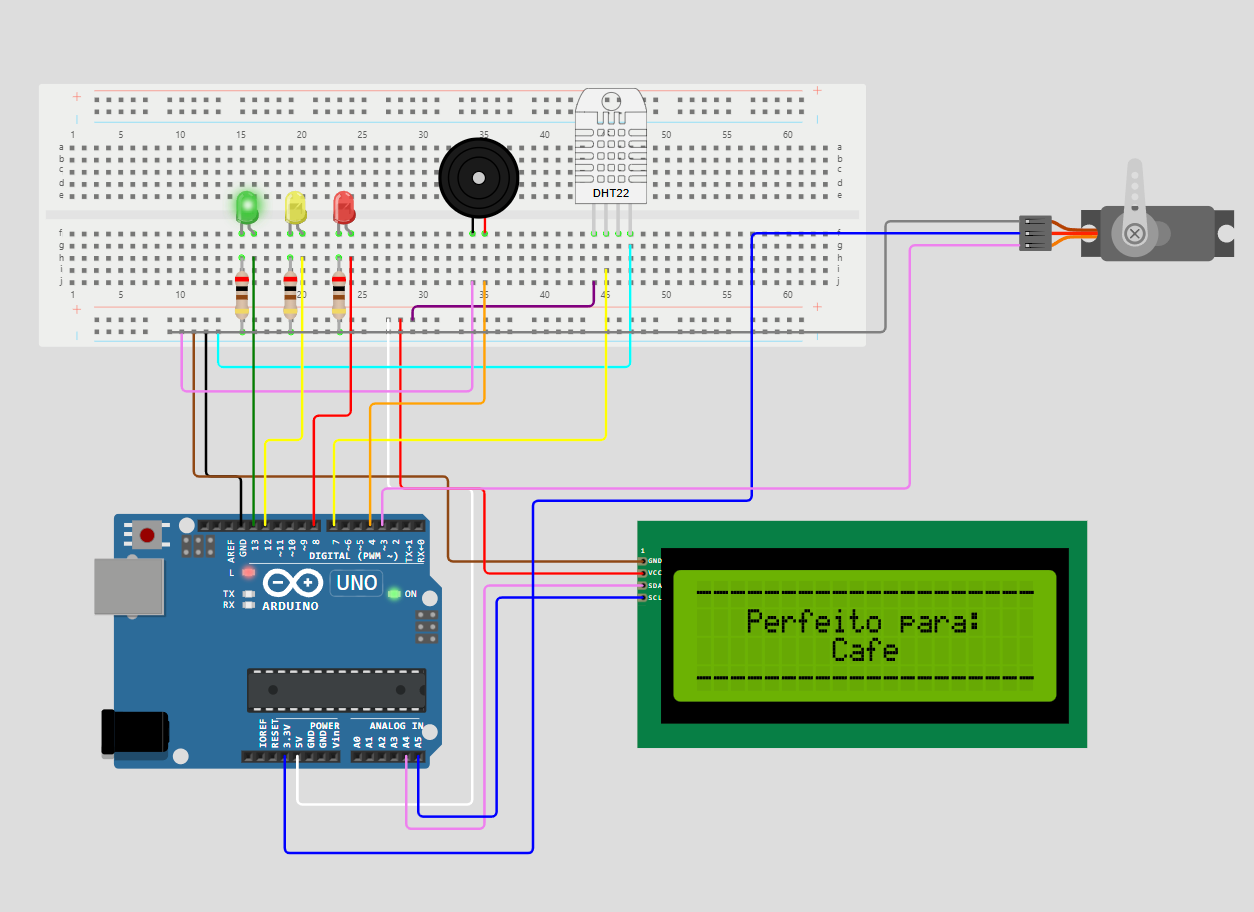 + +
1 5 10 15 20 25 30 35 40 45 50 55 60
a a
b b
c c
d d
e e
DHT22
f f
g g
h h
i i
j j
1 5 10 15 20 25 30 35 40 45 50 55 60
+ +
AREF GND 13 12 ~11 ~10 ~9 8 7 ~6 ~5 4 ~3 2 TX→1 RX←0
DIGITAL (PWM ~)
L
TX
RX
UNO
ON
ARDUINO
1
GND
VCC
SDA
SCL
Perfeito para:
Cafe
POWER
ANALOG IN
IOREF RESET 3.3V 5V GND GND Vin A0 A1 A2 A3 A4 A5